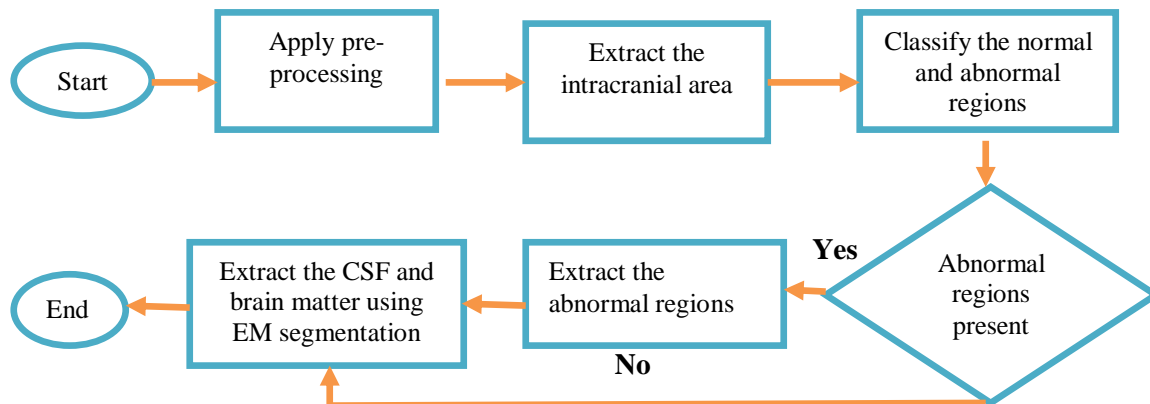 Start
Apply pre-
processing
Extract the
intracranial area
Classify the normal
and abnormal
regions
Abnormal
regions
present
Yes
Extract the
abnormal regions
No
Extract the CSF and
brain matter using
EM segmentation
End